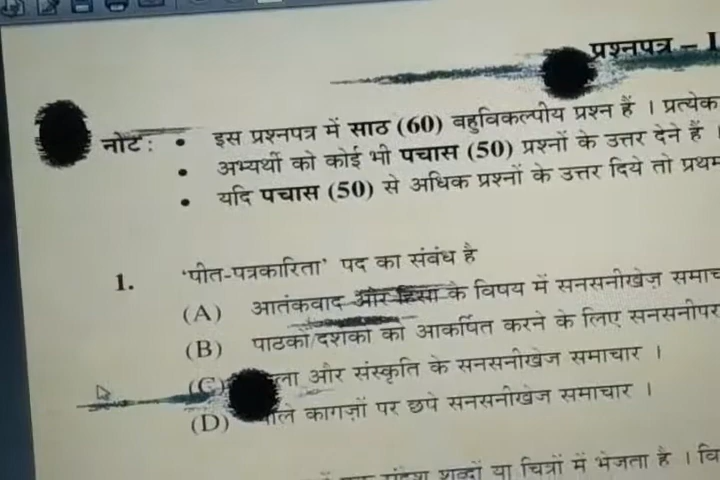 प्रश्नपत्र – I
नोट : • इस प्रश्नपत्र में साठ (60) बहुविकल्पीय प्रश्न हैं । प्रत्येक
• अभ्यर्थी को कोई भी पचास (50) प्रश्नों के उत्तर देने हैं ।
• यदि पचास (50) से अधिक प्रश्नों के उत्तर दिये तो प्रथम
1. ‘पीत-पत्रकारिता’ पद का संबंध है
(A) आतंकवाद और हिंसा के विषय में सनसनीखेज़ समाच
(B) पाठकों/दर्शकों को आकर्षित करने के लिए सनसनीपर
(C) ला और संस्कृति के सनसनीखेज समाचार ।
(D) पीले कागज़ों पर छपे सनसनीखेज समाचार ।
शब्दों या चित्रों में भेजता है । वि